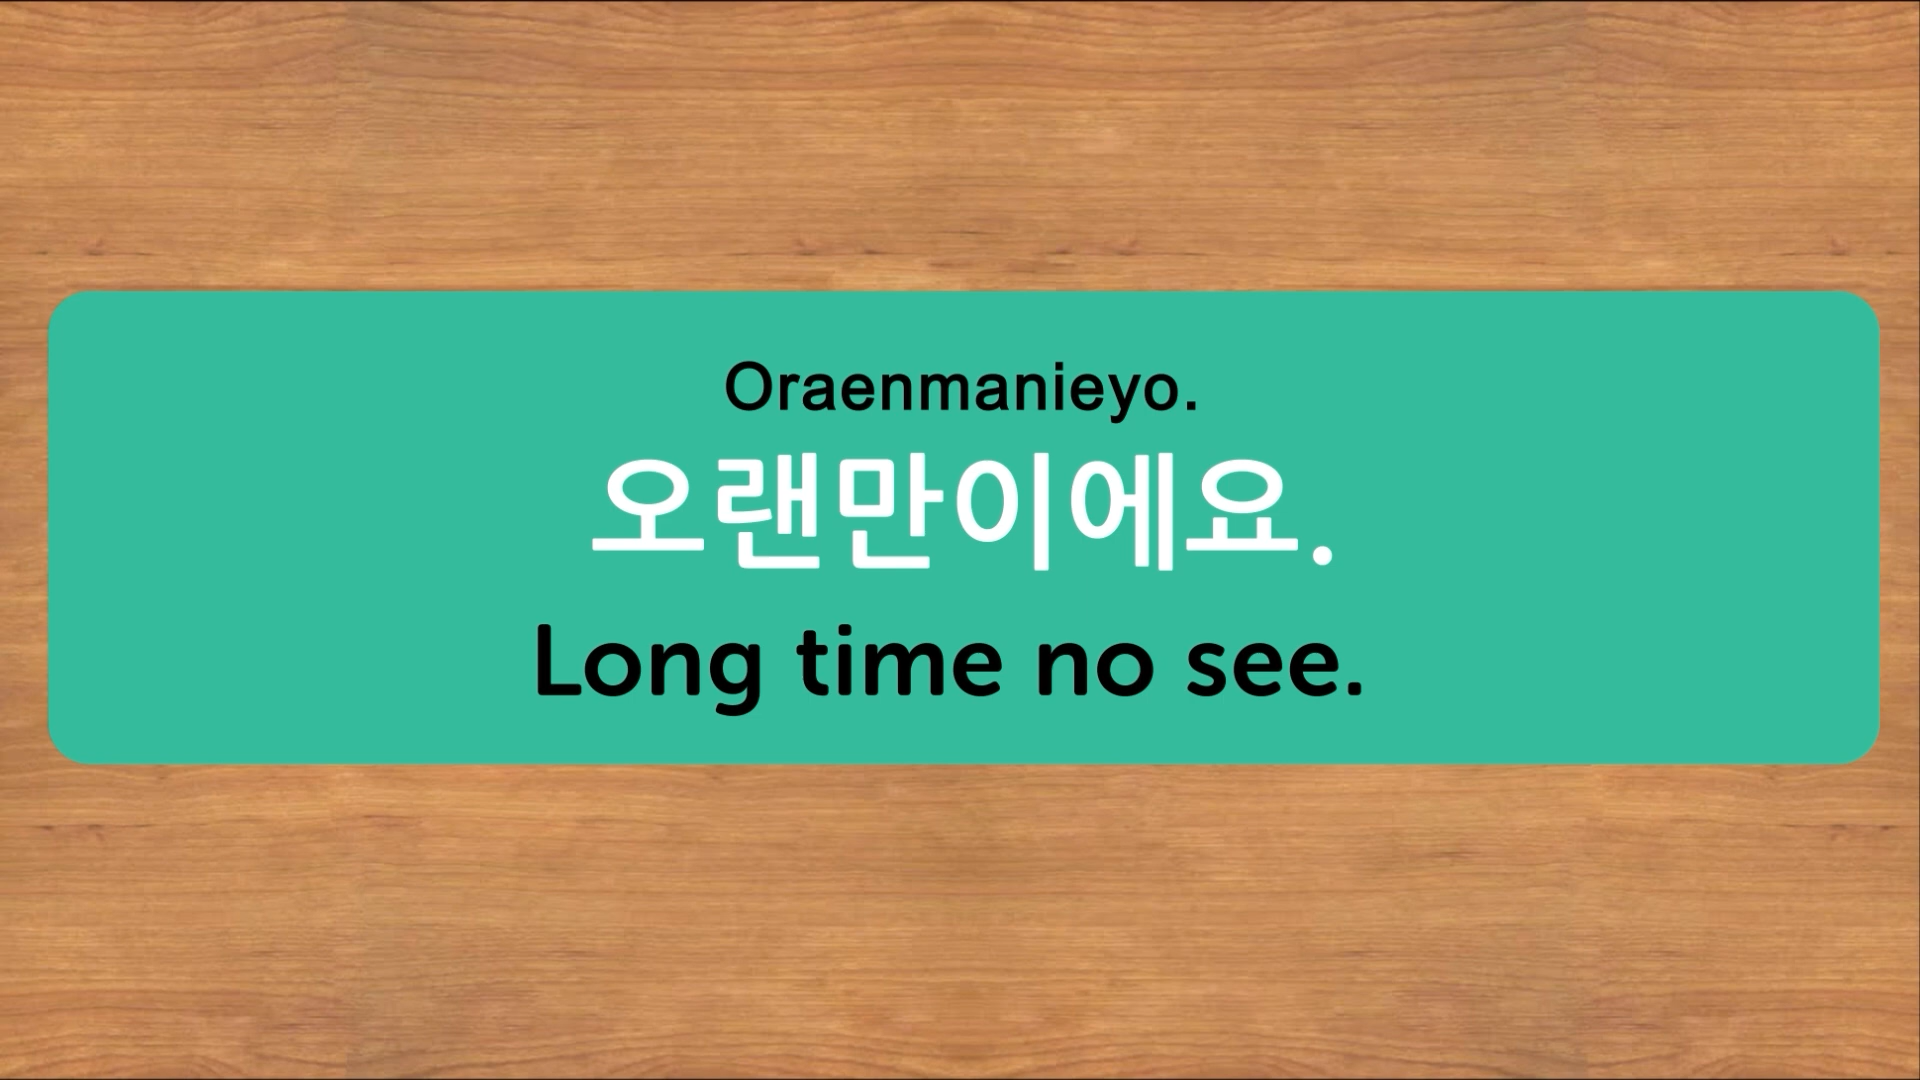 Oraenmanieyo.
오랜만이에요.
Long time no see.